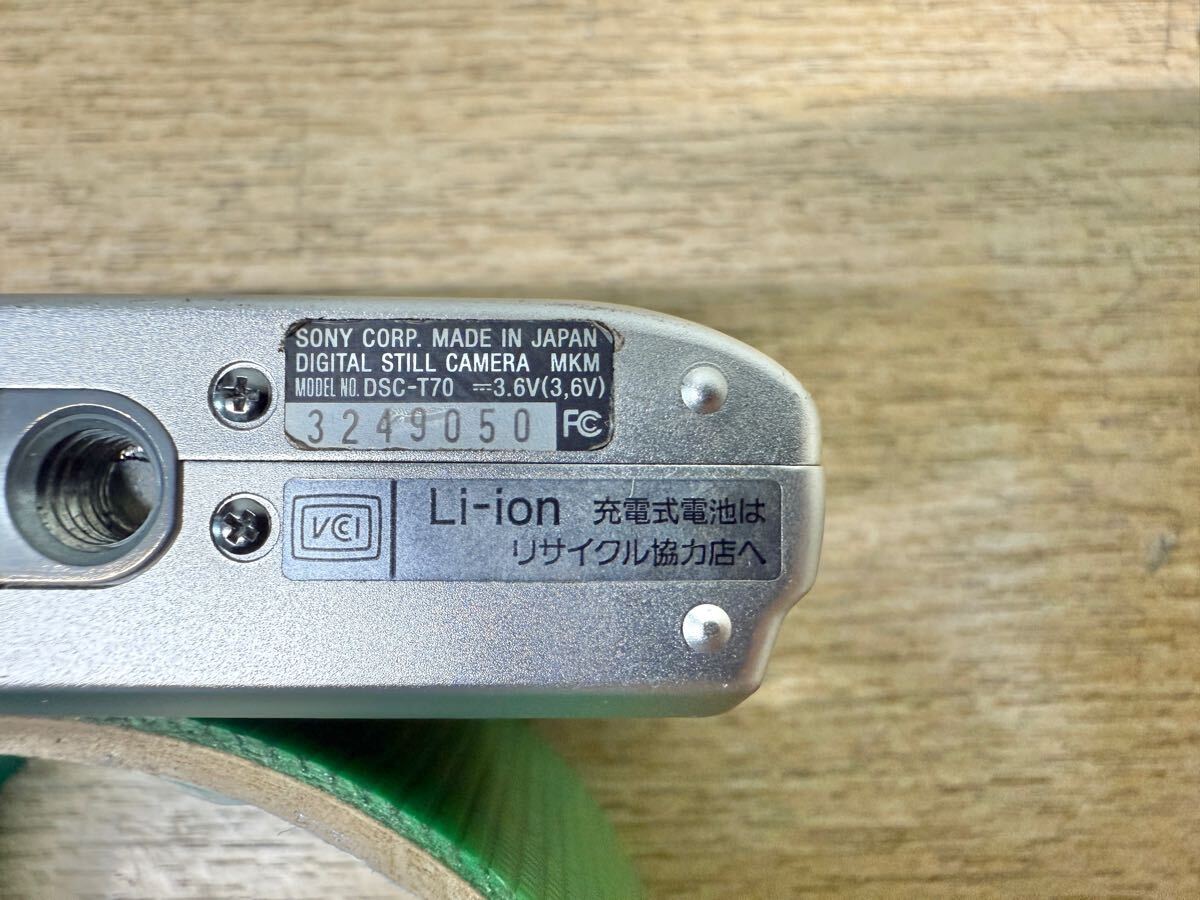 SONY CORP. MADE IN JAPAN
DIGITAL STILL CAMERA MKM
MODEL NO. DSC-T70 ⎓3.6V(3,6V)
3249050 FC
VCI Li-ion 充電式電池は
リサイクル協力店へ